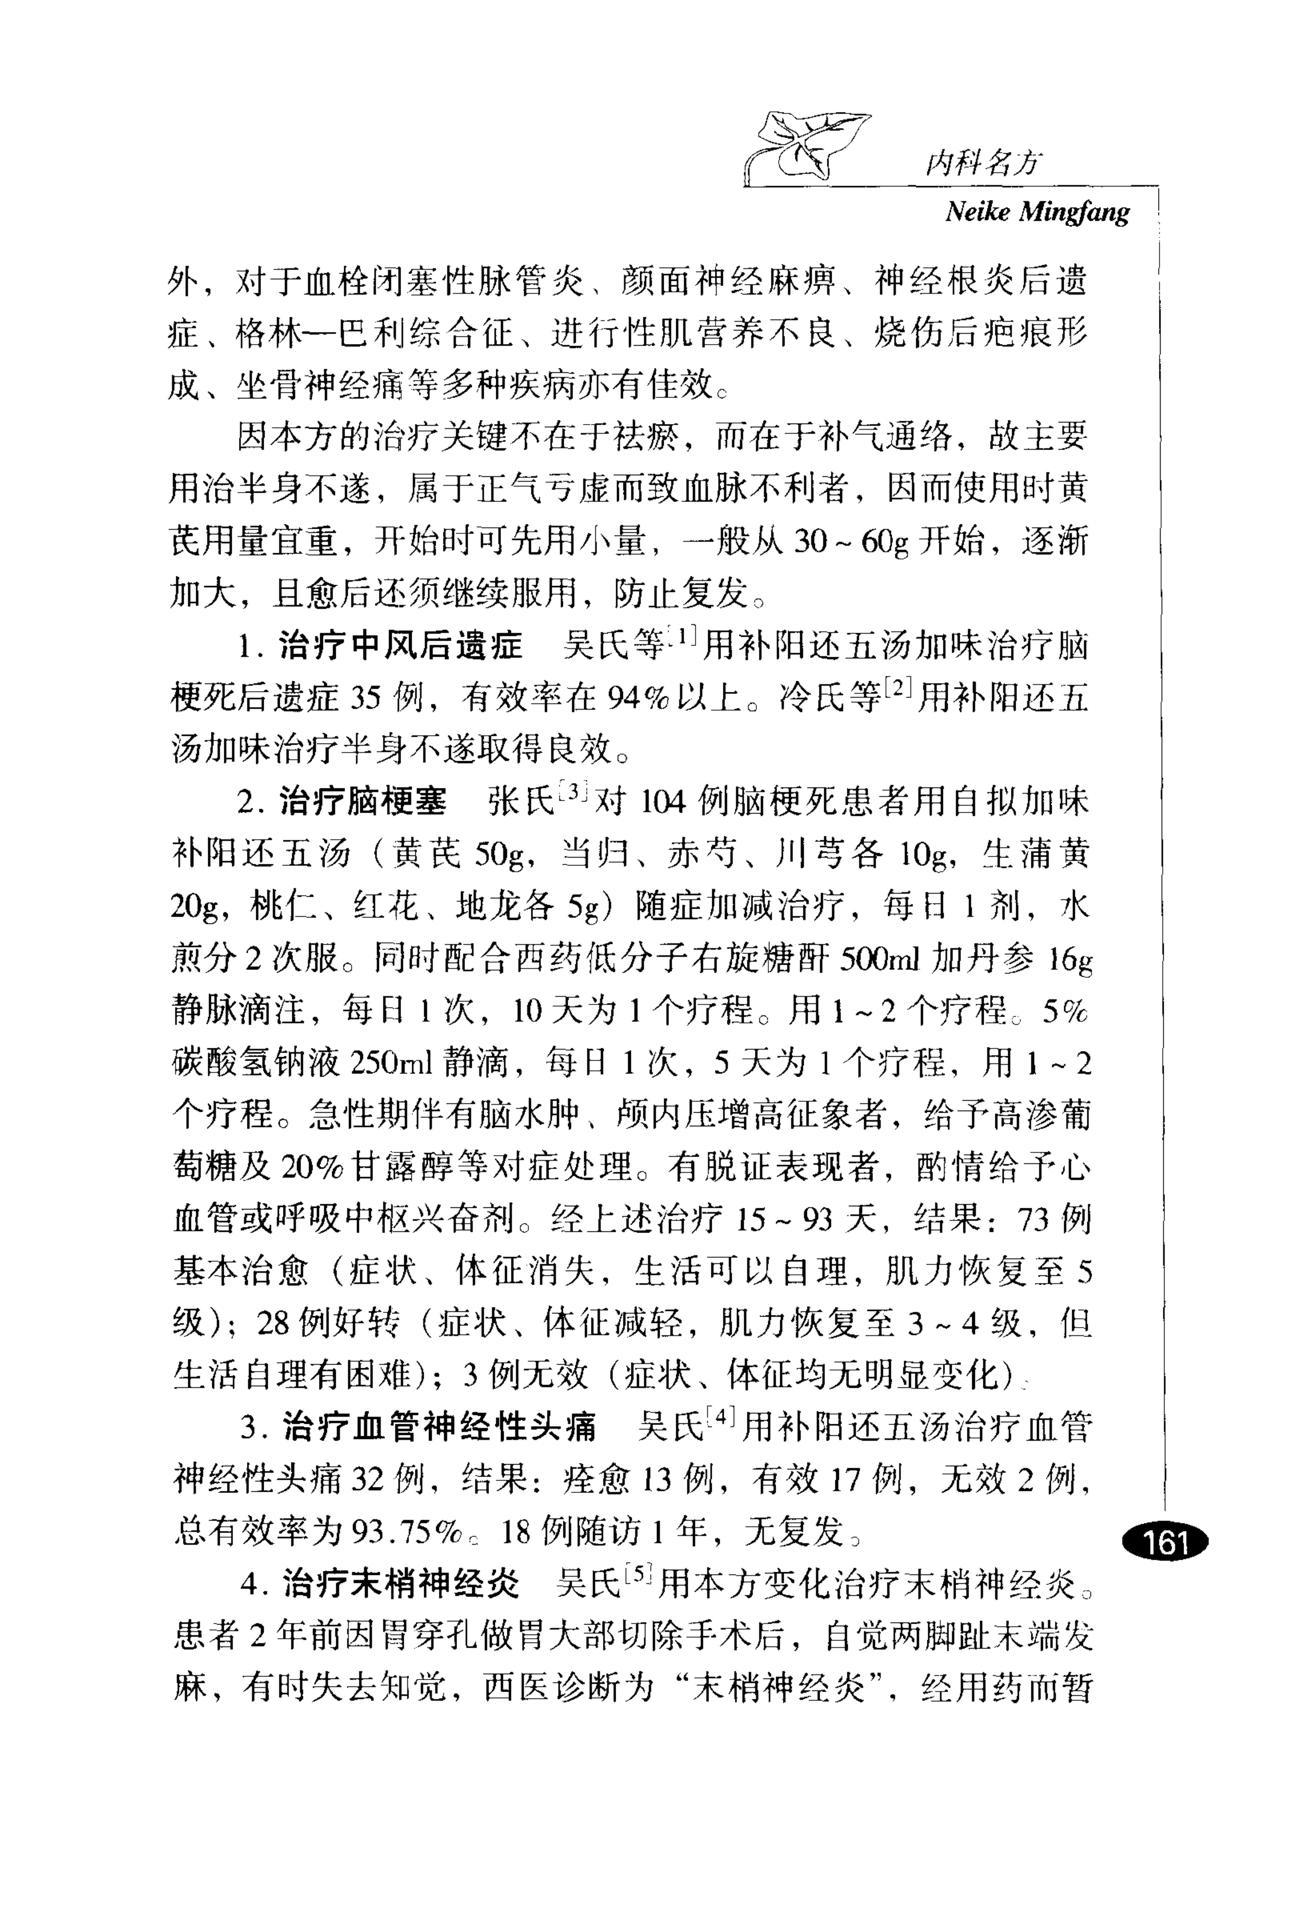 内科名方
Neike Mingfang
外，对于血栓闭塞性脉管炎、颜面神经麻痹、神经根炎后遗
症、格林—巴利综合征、进行性肌营养不良、烧伤后疤痕形
成、坐骨神经痛等多种疾病亦有佳效。
因本方的治疗关键不在于祛瘀，而在于补气通络，故主要
用治半身不遂，属于正气亏虚而致血脉不利者，因而使用时黄
芪用量宜重，开始时可先用小量，一般从 30～60g 开始，逐渐
加大，且愈后还须继续服用，防止复发。
1. 治疗中风后遗症　吴氏等[1]用补阳还五汤加味治疗脑
梗死后遗症 35 例，有效率在 94%以上。冷氏等[2]用补阳还五
汤加味治疗半身不遂取得良效。
2. 治疗脑梗塞　张氏[3]对 104 例脑梗死患者用自拟加味
补阳还五汤（黄芪 50g，当归、赤芍、川芎各 10g，生蒲黄
20g，桃仁、红花、地龙各 5g）随症加减治疗，每日 1 剂，水
煎分 2 次服。同时配合西药低分子右旋糖酐 500ml 加丹参 16g
静脉滴注，每日 1 次，10 天为 1 个疗程。用 1～2 个疗程。5%
碳酸氢钠液 250ml 静滴，每日 1 次，5 天为 1 个疗程，用 1～2
个疗程。急性期伴有脑水肿、颅内压增高征象者，给予高渗葡
萄糖及 20%甘露醇等对症处理。有脱证表现者，酌情给予心
血管或呼吸中枢兴奋剂。经上述治疗 15～93 天，结果：73 例
基本治愈（症状、体征消失，生活可以自理，肌力恢复至 5
级）；28 例好转（症状、体征减轻，肌力恢复至 3～4 级，但
生活自理有困难）；3 例无效（症状、体征均无明显变化）.
3. 治疗血管神经性头痛　吴氏[4]用补阳还五汤治疗血管
神经性头痛 32 例，结果：痊愈 13 例，有效 17 例，无效 2 例，
总有效率为 93.75%。18 例随访 1 年，无复发。
4. 治疗末梢神经炎　吴氏[5]用本方变化治疗末梢神经炎。
患者 2 年前因胃穿孔做胃大部切除手术后，自觉两脚趾末端发
麻，有时失去知觉，西医诊断为“末梢神经炎”，经用药而暂
161